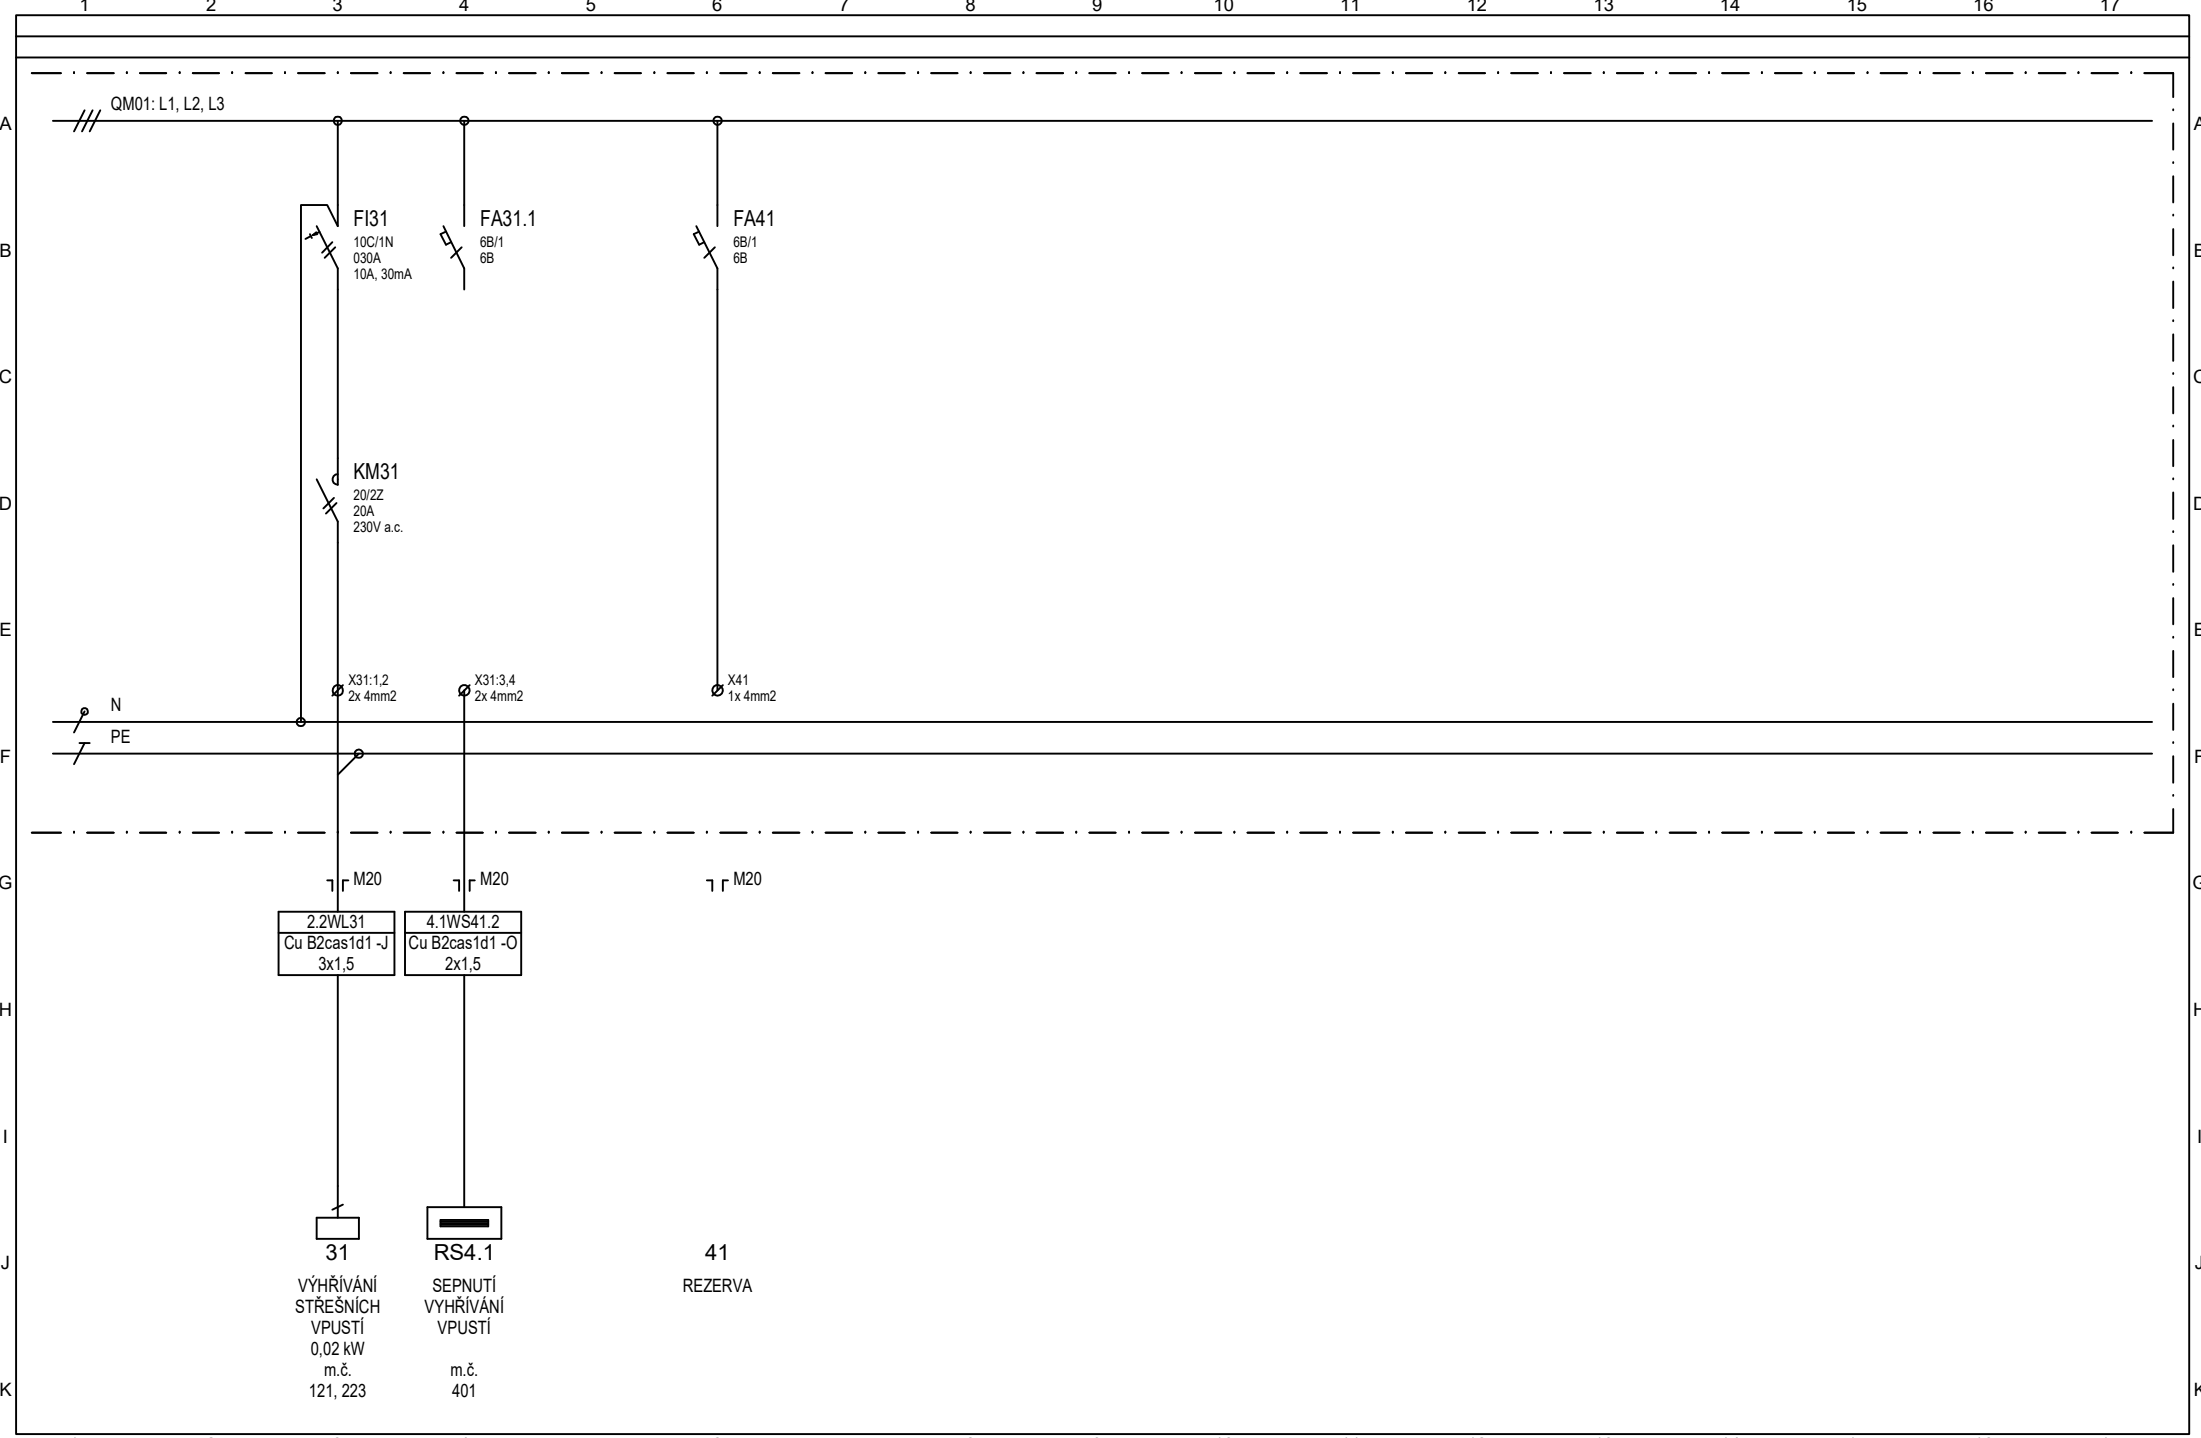 1 2 3 4 5 6 7 8 9 10 11 12 13 14 15 16 17
QM01: L1, L2, L3
A A
FI31
10C/1N
030A
10A, 30mA
FA31.1
6B/1
6B
FA41
6B/1
6B
B B
C C
KM31
20/2Z
20A
230V a.c.
D D
E E
X31:1,2
2x 4mm2
X31:3,4
2x 4mm2
X41
1x 4mm2
N
PE
F F
G G
M20 M20 M20
2.2WL31
Cu B2cas1d1 -J
3x1,5
4.1WS41.2
Cu B2cas1d1 -O
2x1,5
H H
I I
J J
31
VÝHŘÍVÁNÍ
STŘEŠNÍCH
VPUSTÍ
0,02 kW
m.č.
121, 223
RS4.1
SEPNUTÍ
VYHŘÍVÁNÍ
VPUSTÍ
m.č.
401
41
REZERVA
K K